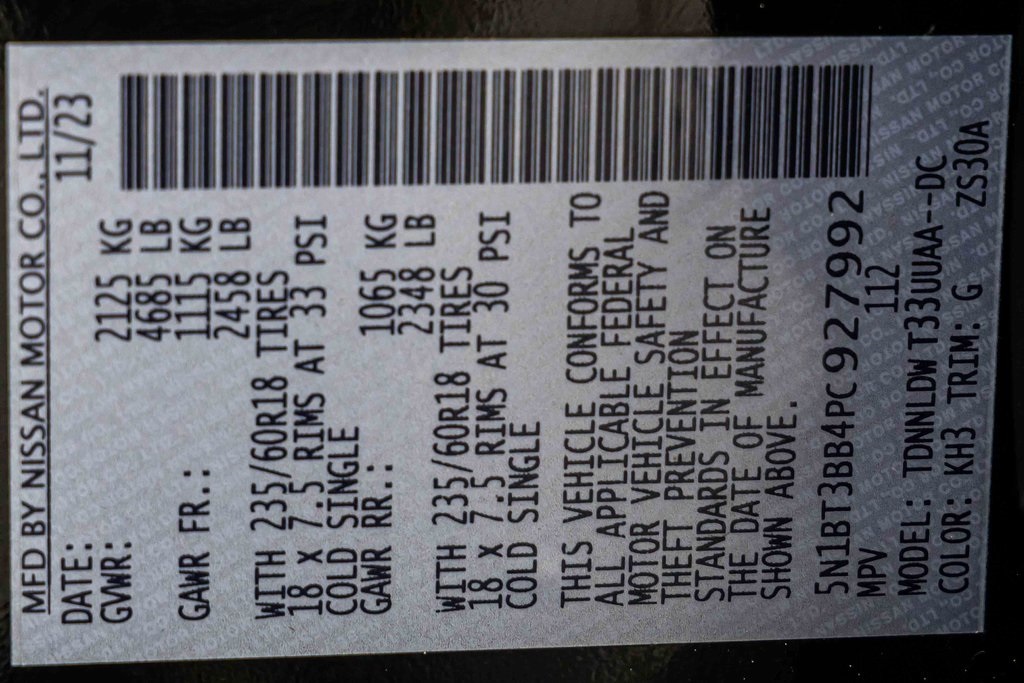 MFD BY NISSAN MOTOR CO., LTD.
DATE: 11/23
GVWR: 2125 KG
4685 LB
GAWR FR.: 1115 KG
2458 LB
WITH 235/60R18 TIRES
18 x 7.5 RIMS AT 33 PSI
COLD SINGLE
GAWR RR.: 1065 KG
2348 LB
WITH 235/60R18 TIRES
18 x 7.5 RIMS AT 30 PSI
COLD SINGLE
THIS VEHICLE CONFORMS TO
ALL APPLICABLE FEDERAL
MOTOR VEHICLE SAFETY AND
THEFT PREVENTION
STANDARDS IN EFFECT ON
THE DATE OF MANUFACTURE
SHOWN ABOVE.
5N1BT3BB4PC927992
MPV 112
MODEL: TDNNLDW T33UUAA--DC
COLOR: KH3 TRIM: G ZS30A